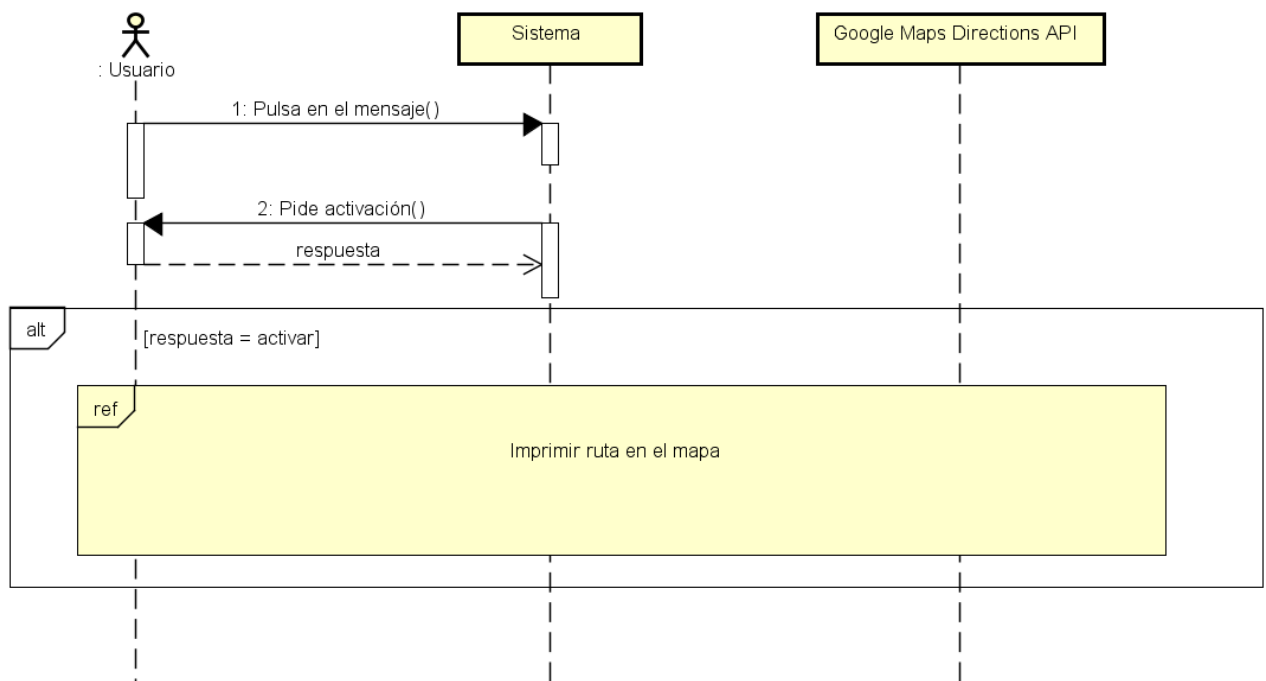 : Usuario
Sistema
Google Maps Directions API
1: Pulsa en el mensaje()
2: Pide activación()
respuesta
alt
[respuesta = activar]
ref
Imprimir ruta en el mapa